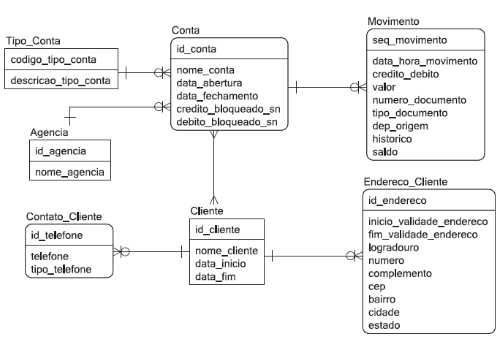 Tipo_Conta
codigo_tipo_conta
descricao_tipo_conta
Conta
id_conta
nome_conta
data_abertura
data_fechamento
credito_bloqueado_sn
debito_bloqueado_sn
Movimento
seq_movimento
data_hora_movimento
credito_debito
valor
numero_documento
tipo_documento
dep_origem
historico
saldo
Agencia
id_agencia
nome_agencia
Contato_Cliente
id_telefone
telefone
tipo_telefone
Cliente
id_cliente
nome_cliente
data_inicio
data_fim
Endereco_Cliente
id_endereco
inicio_validade_endereco
fim_validade_endereco
logradouro
numero
complemento
cep
bairro
cidade
estado